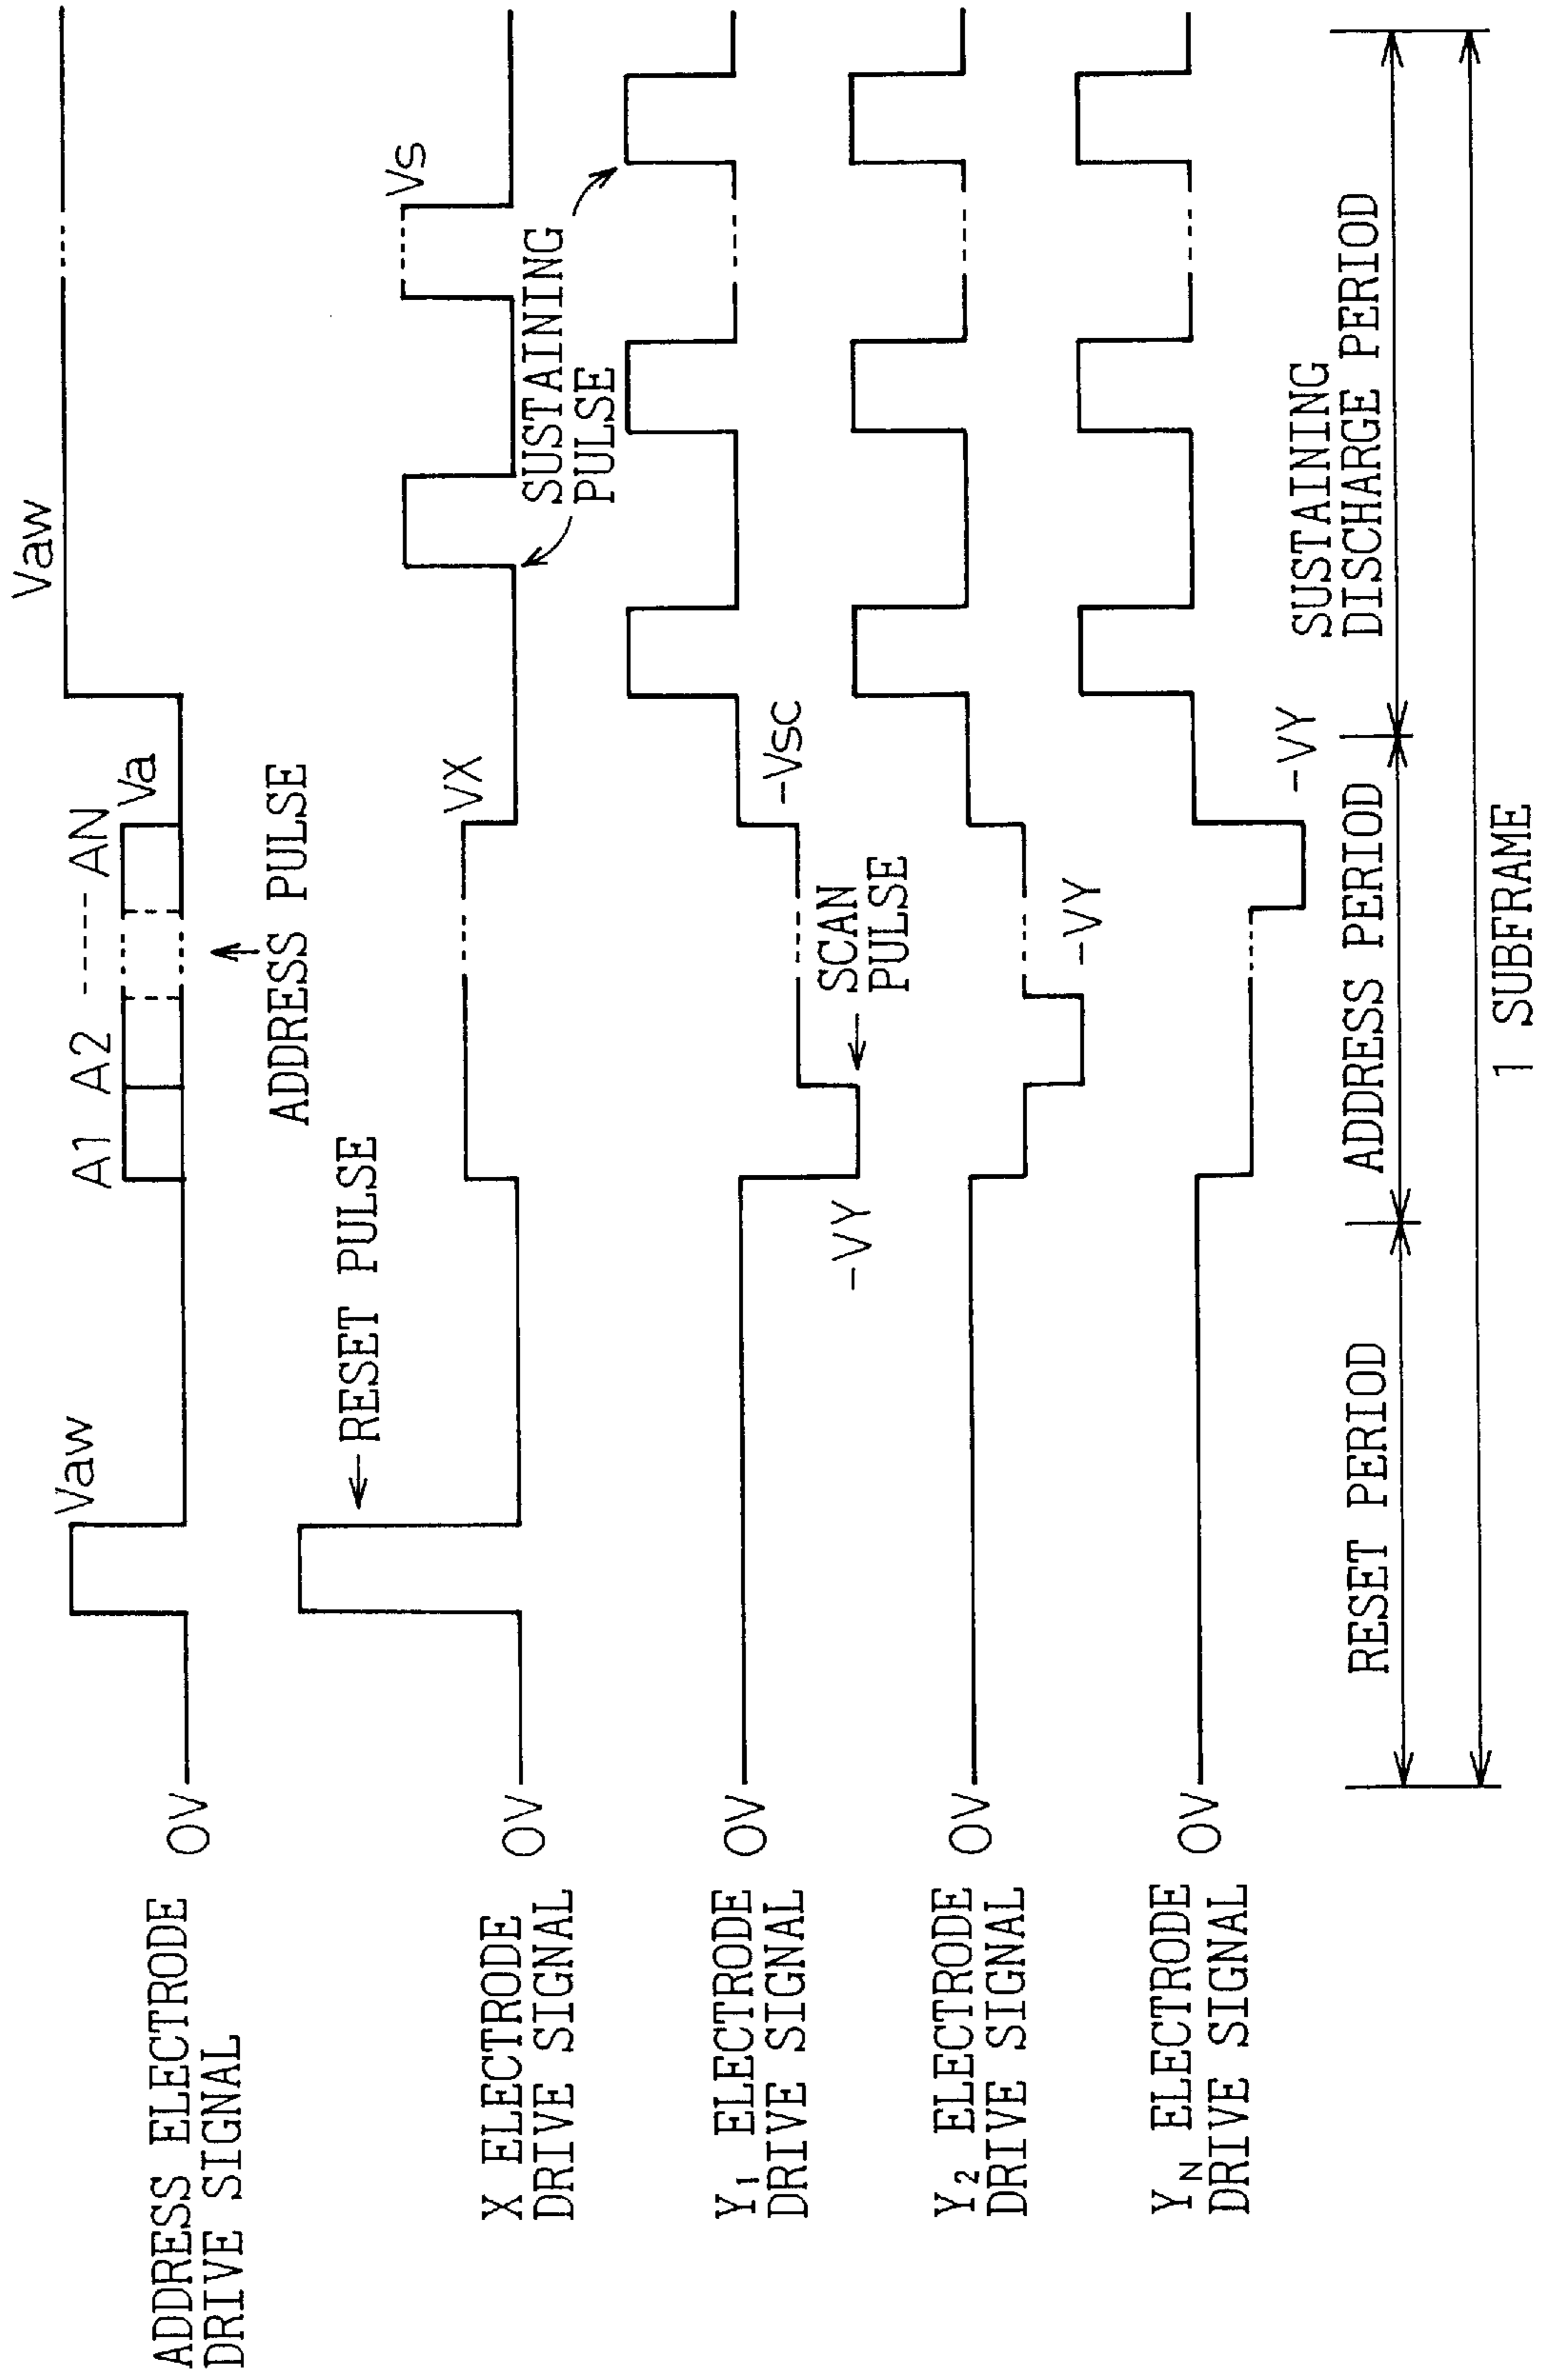 ADDRESS ELECTRODE
DRIVE SIGNAL
0V
Vaw
A1 A2 ----- AN
Va
Vaw
ADDRESS PULSE
X ELECTRODE
DRIVE SIGNAL
0V
RESET PULSE
VX
Vs
SUSTAINING
PULSE
Y1 ELECTRODE
DRIVE SIGNAL
0V
-VY
-Vsc
SCAN
PULSE
Y2 ELECTRODE
DRIVE SIGNAL
0V
-VY
YN ELECTRODE
DRIVE SIGNAL
0V
-VY
RESET PERIOD
ADDRESS PERIOD
SUSTAINING
DISCHARGE PERIOD
1 SUBFRAME